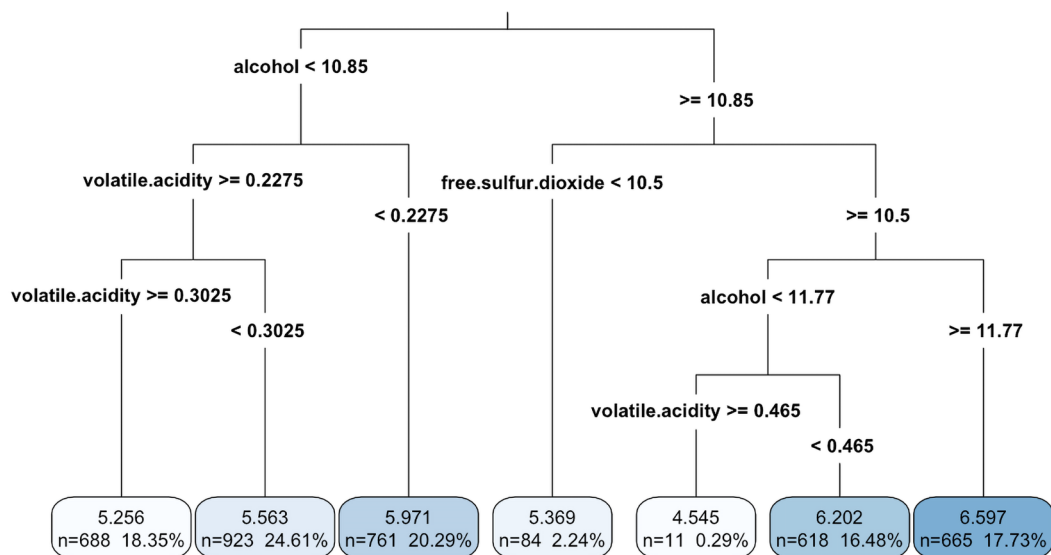 alcohol < 10.85
>= 10.85
volatile.acidity >= 0.2275
< 0.2275
free.sulfur.dioxide < 10.5
>= 10.5
volatile.acidity >= 0.3025
< 0.3025
alcohol < 11.77
>= 11.77
volatile.acidity >= 0.465
< 0.465
5.256
n=688 18.35%
5.563
n=923 24.61%
5.971
n=761 20.29%
5.369
n=84 2.24%
4.545
n=11 0.29%
6.202
n=618 16.48%
6.597
n=665 17.73%